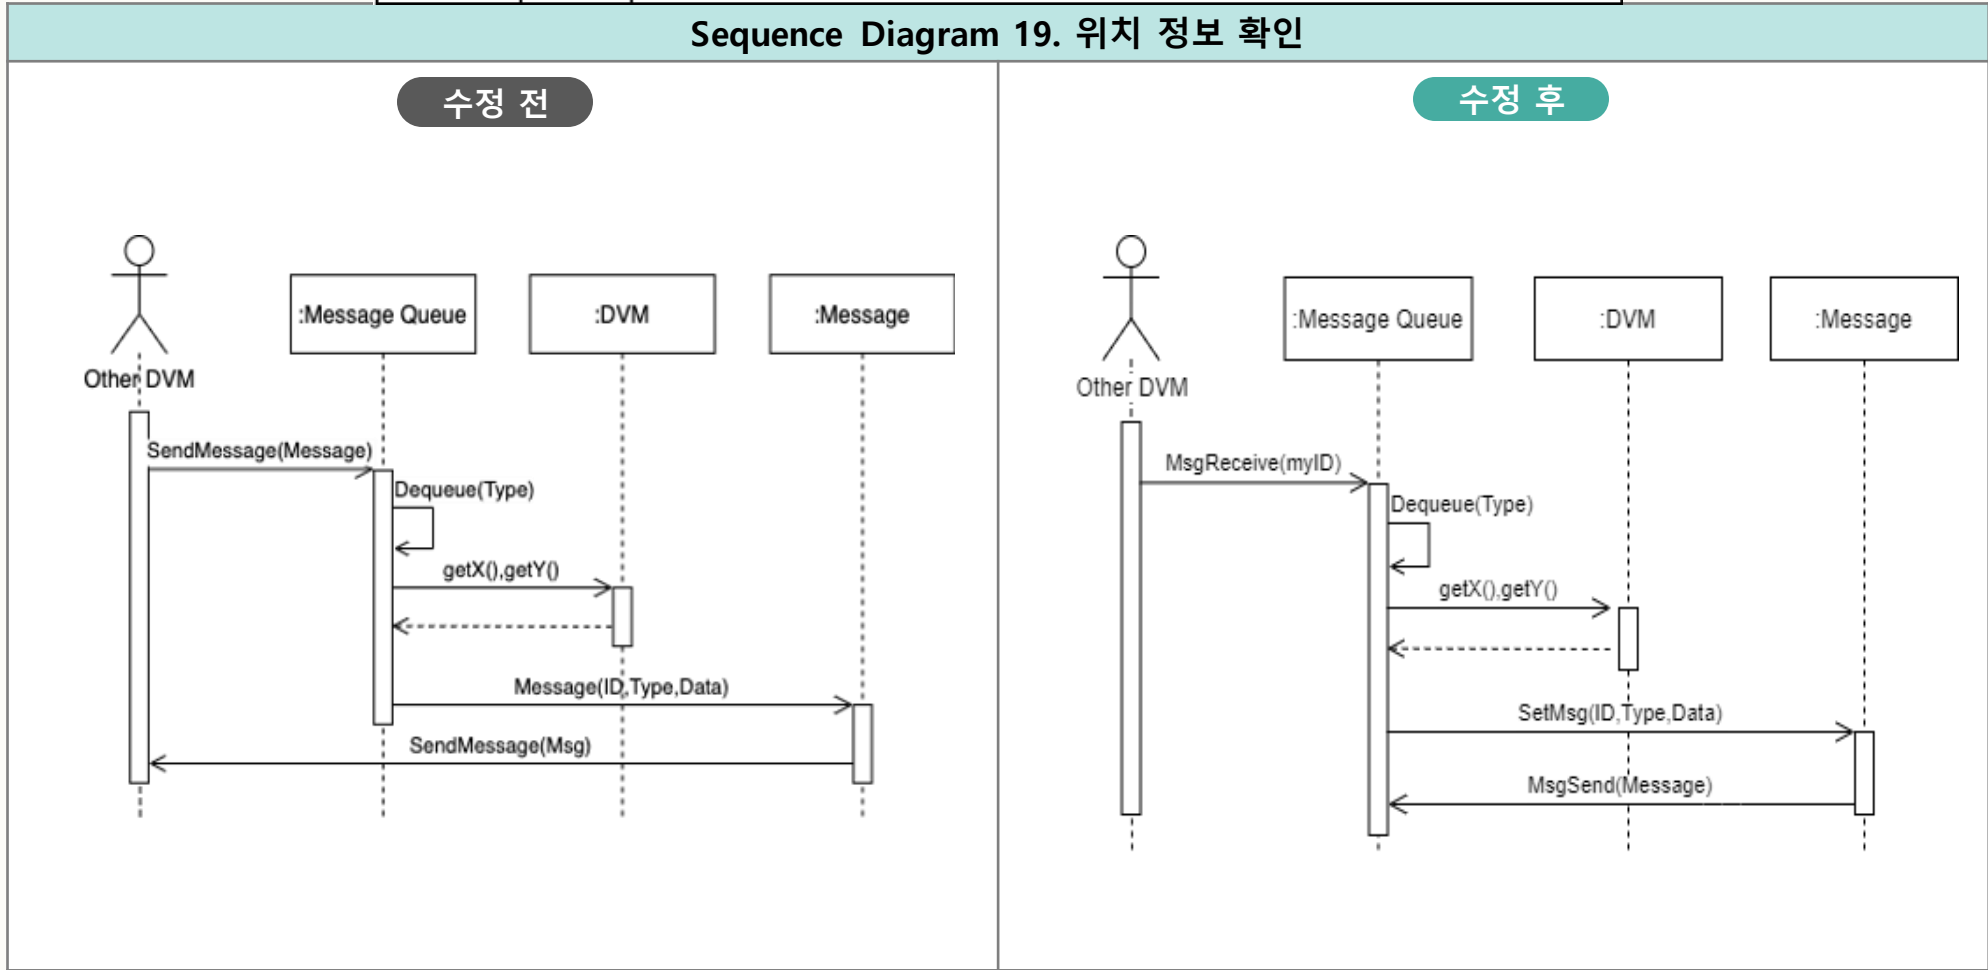 Sequence Diagram 19. 위치 정보 확인
수정 전
:Message Queue
:DVM
:Message
Other DVM
SendMessage(Message)
Dequeue(Type)
getX(),getY()
Message(ID,Type,Data)
SendMessage(Msg)
수정 후
:Message Queue
:DVM
:Message
Other DVM
MsgReceive(myID)
Dequeue(Type)
getX(),getY()
SetMsg(ID,Type,Data)
MsgSend(Message)